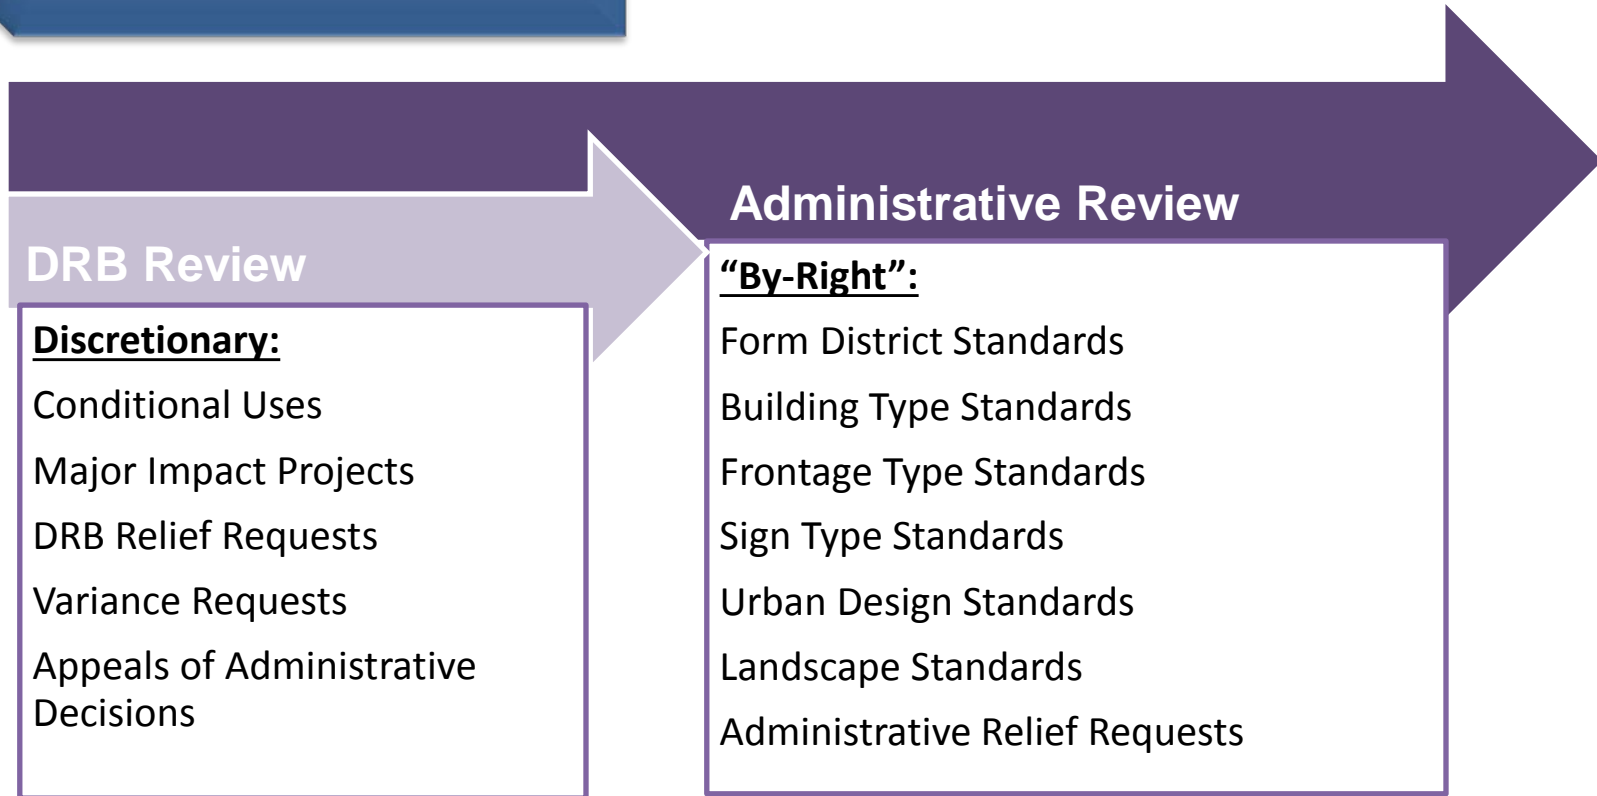 DRB Review
Discretionary:
Conditional Uses
Major Impact Projects
DRB Relief Requests
Variance Requests
Appeals of Administrative
Decisions
Administrative Review
“By-Right”:
Form District Standards
Building Type Standards
Frontage Type Standards
Sign Type Standards
Urban Design Standards
Landscape Standards
Administrative Relief Requests